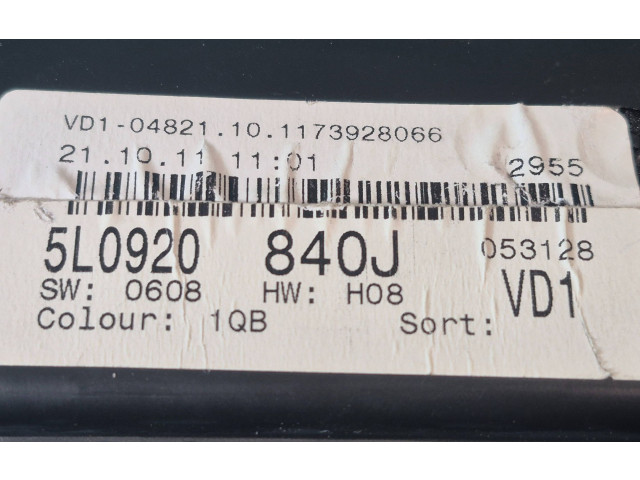 VD1-04821.10.1173928066
21.10.11 11:01 2955
5L0920 840J 053128
SW: 0608 HW: H08 VD1
Colour: 1QB Sort: